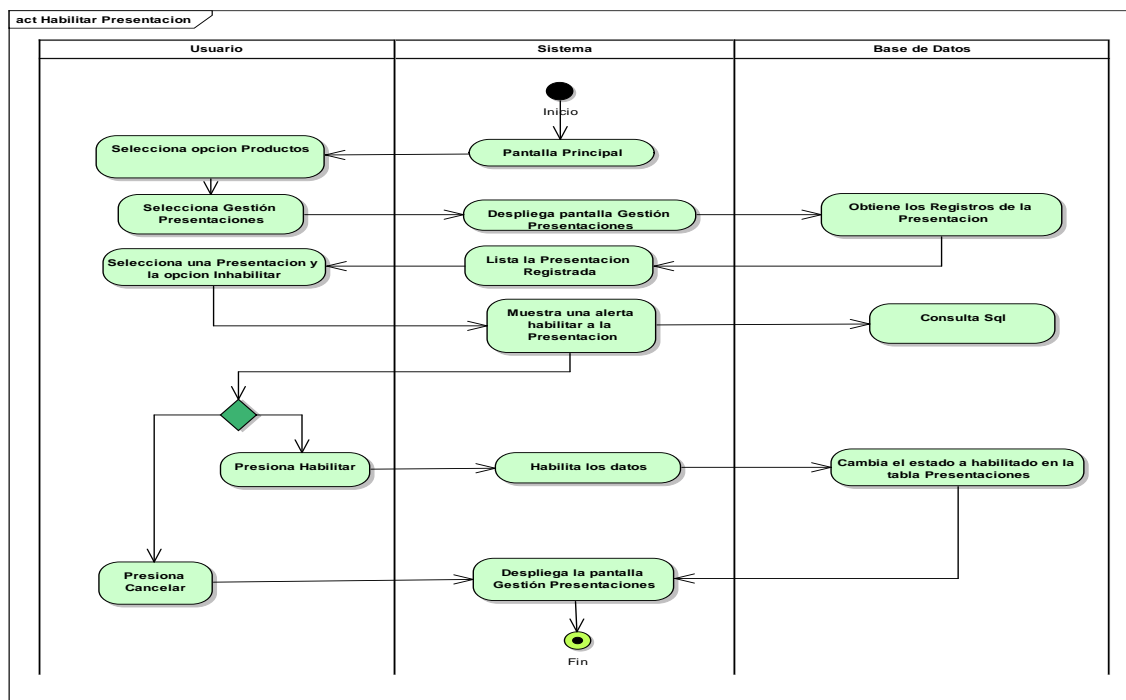 act Habilitar Presentacion
Usuario
Sistema
Base de Datos
Inicio
Pantalla Principal
Selecciona opcion Productos
Selecciona Gestión
Presentaciones
Despliega pantalla Gestión
Presentaciones
Obtiene los Registros de la
Presentacion
Lista la Presentacion
Registrada
Selecciona una Presentacion y
la opcion Inhabilitar
Muestra una alerta
habilitar a la
Presentacion
Consulta Sql
Presiona Habilitar
Habilita los datos
Cambia el estado a habilitado en la
tabla Presentaciones
Presiona
Cancelar
Despliega la pantalla
Gestión Presentaciones
Fin